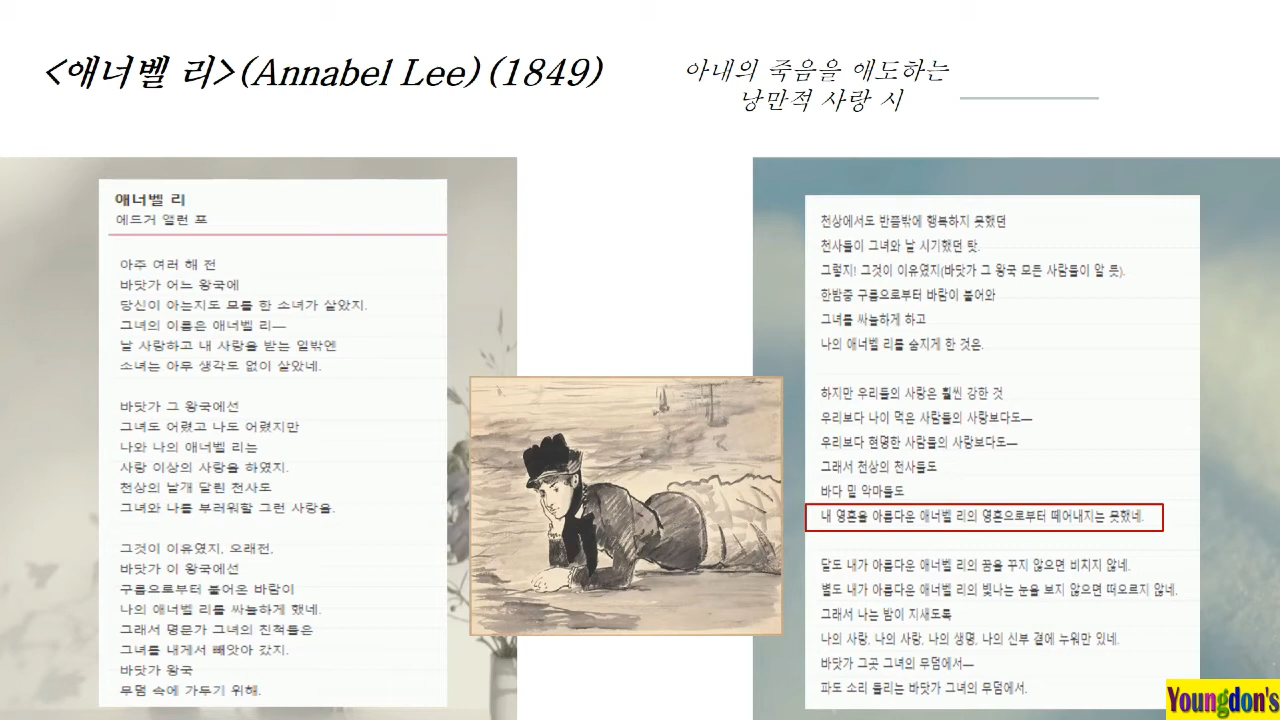 <애너벨 리>(Annabel Lee) (1849)
아내의 죽음을 애도하는
낭만적 사랑 시
애너벨 리
에드거 앨런 포
아주 여러 해 전
바닷가 어느 왕국에
당신이 아는지도 모를 한 소녀가 살았지.
그녀의 이름은 애너벨 리—
날 사랑하고 내 사랑을 받는 일밖엔
소녀는 아무 생각도 없이 살았네.
바닷가 그 왕국에선
그녀도 어렸고 나도 어렸지만
나와 나의 애너벨 리는
사랑 이상의 사랑을 하였지.
천상의 날개 달린 천사도
그녀와 나를 부러워할 그런 사랑을.
그것이 이유였지, 오래전,
바닷가 이 왕국에선
구름으로부터 불어온 바람이
나의 애너벨 리를 싸늘하게 했네.
그래서 명문가 그녀의 친척들은
그녀를 내게서 빼앗아 갔지.
바닷가 왕국
무덤 속에 가두기 위해.
천상에서도 반쯤밖에 행복하지 못했던
천사들이 그녀와 날 시기했던 탓.
그렇지! 그것이 이유였지(바닷가 그 왕국 모든 사람들이 알 듯).
한밤중 구름으로부터 바람이 불어와
그녀를 싸늘하게 하고
나의 애너벨 리를 숨지게 한 것은.
하지만 우리들의 사랑은 훨씬 강한 것
우리보다 나이 먹은 사람들의 사랑보다도—
우리보다 현명한 사람들의 사랑보다도—
그래서 천상의 천사들도
바다 밑 악마들도
내 영혼을 아름다운 애너벨 리의 영혼으로부터 떼어내지는 못했네.
달도 내가 아름다운 애너벨 리의 꿈을 꾸지 않으면 비치지 않네.
별도 내가 아름다운 애너벨 리의 빛나는 눈을 보지 않으면 떠오르지 않네.
그래서 나는 밤이 지새도록
나의 사랑, 나의 사랑, 나의 생명, 나의 신부 곁에 누워만 있네.
바닷가 그곳 그녀의 무덤에서—
파도 소리 들리는 바닷가 그녀의 무덤에서.
Youngdon's